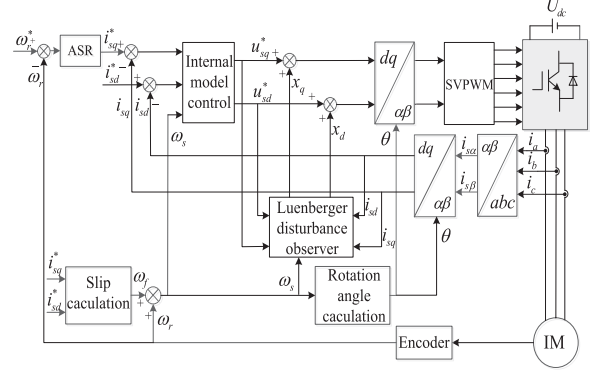 U_dc
ω_r^* + ASR i_sq^* +
− ω_r
i_sd^* − +
i_sq i_sd −
Internal
model
control
u_sq^* +
+ x_q
u_sd^* +
+ x_d
dq
αβ
θ
SVPWM
ω_s
dq
αβ
θ
i_sα
i_sβ
αβ
abc
i_a
i_b
i_c
Luenberger
disturbance
observer
i_sd
i_sq
ω_s
i_sq^*
i_sd^*
Slip
caculation
ω_f
+
+ ω_r
Rotation
angle
caculation
Encoder
IM